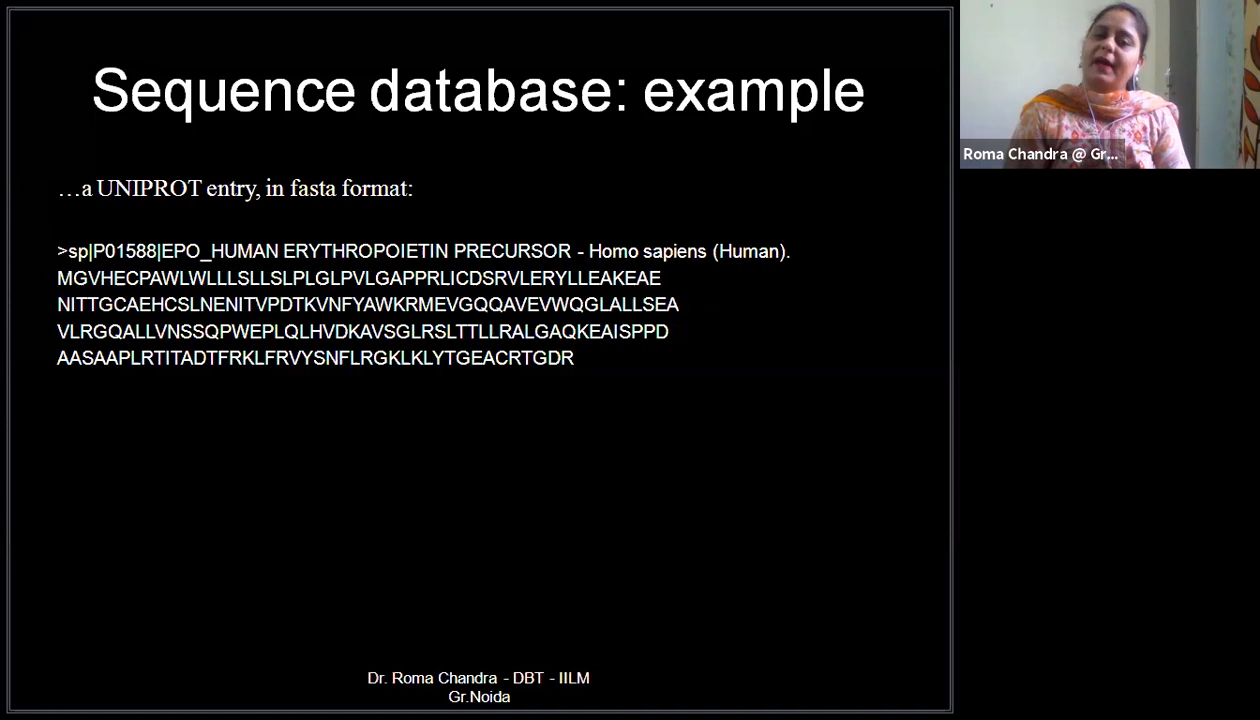 Sequence database: example
…a UNIPROT entry, in fasta format:
>sp|P01588|EPO_HUMAN ERYTHROPOIETIN PRECURSOR - Homo sapiens (Human).
MGVHECPAWLWLLLSLLSLPLGLPVLGAPPRLICDSRVLERYLLEAKEAE
NITTGCAEHCSLNENITVPDTKVNFYAWKRMEVGQQAVEVWQGLALLSEA
VLRGQALLVNSSQPWEPLQLHVDKAVSGLRSLTTLLRALGAQKEAISPPD
AASAAPLRTITADTFRKLFRVYSNFLRGKLKLYTGEACRTGDR
Dr. Roma Chandra - DBT - IILM
Gr.Noida
Roma Chandra @ Gr...